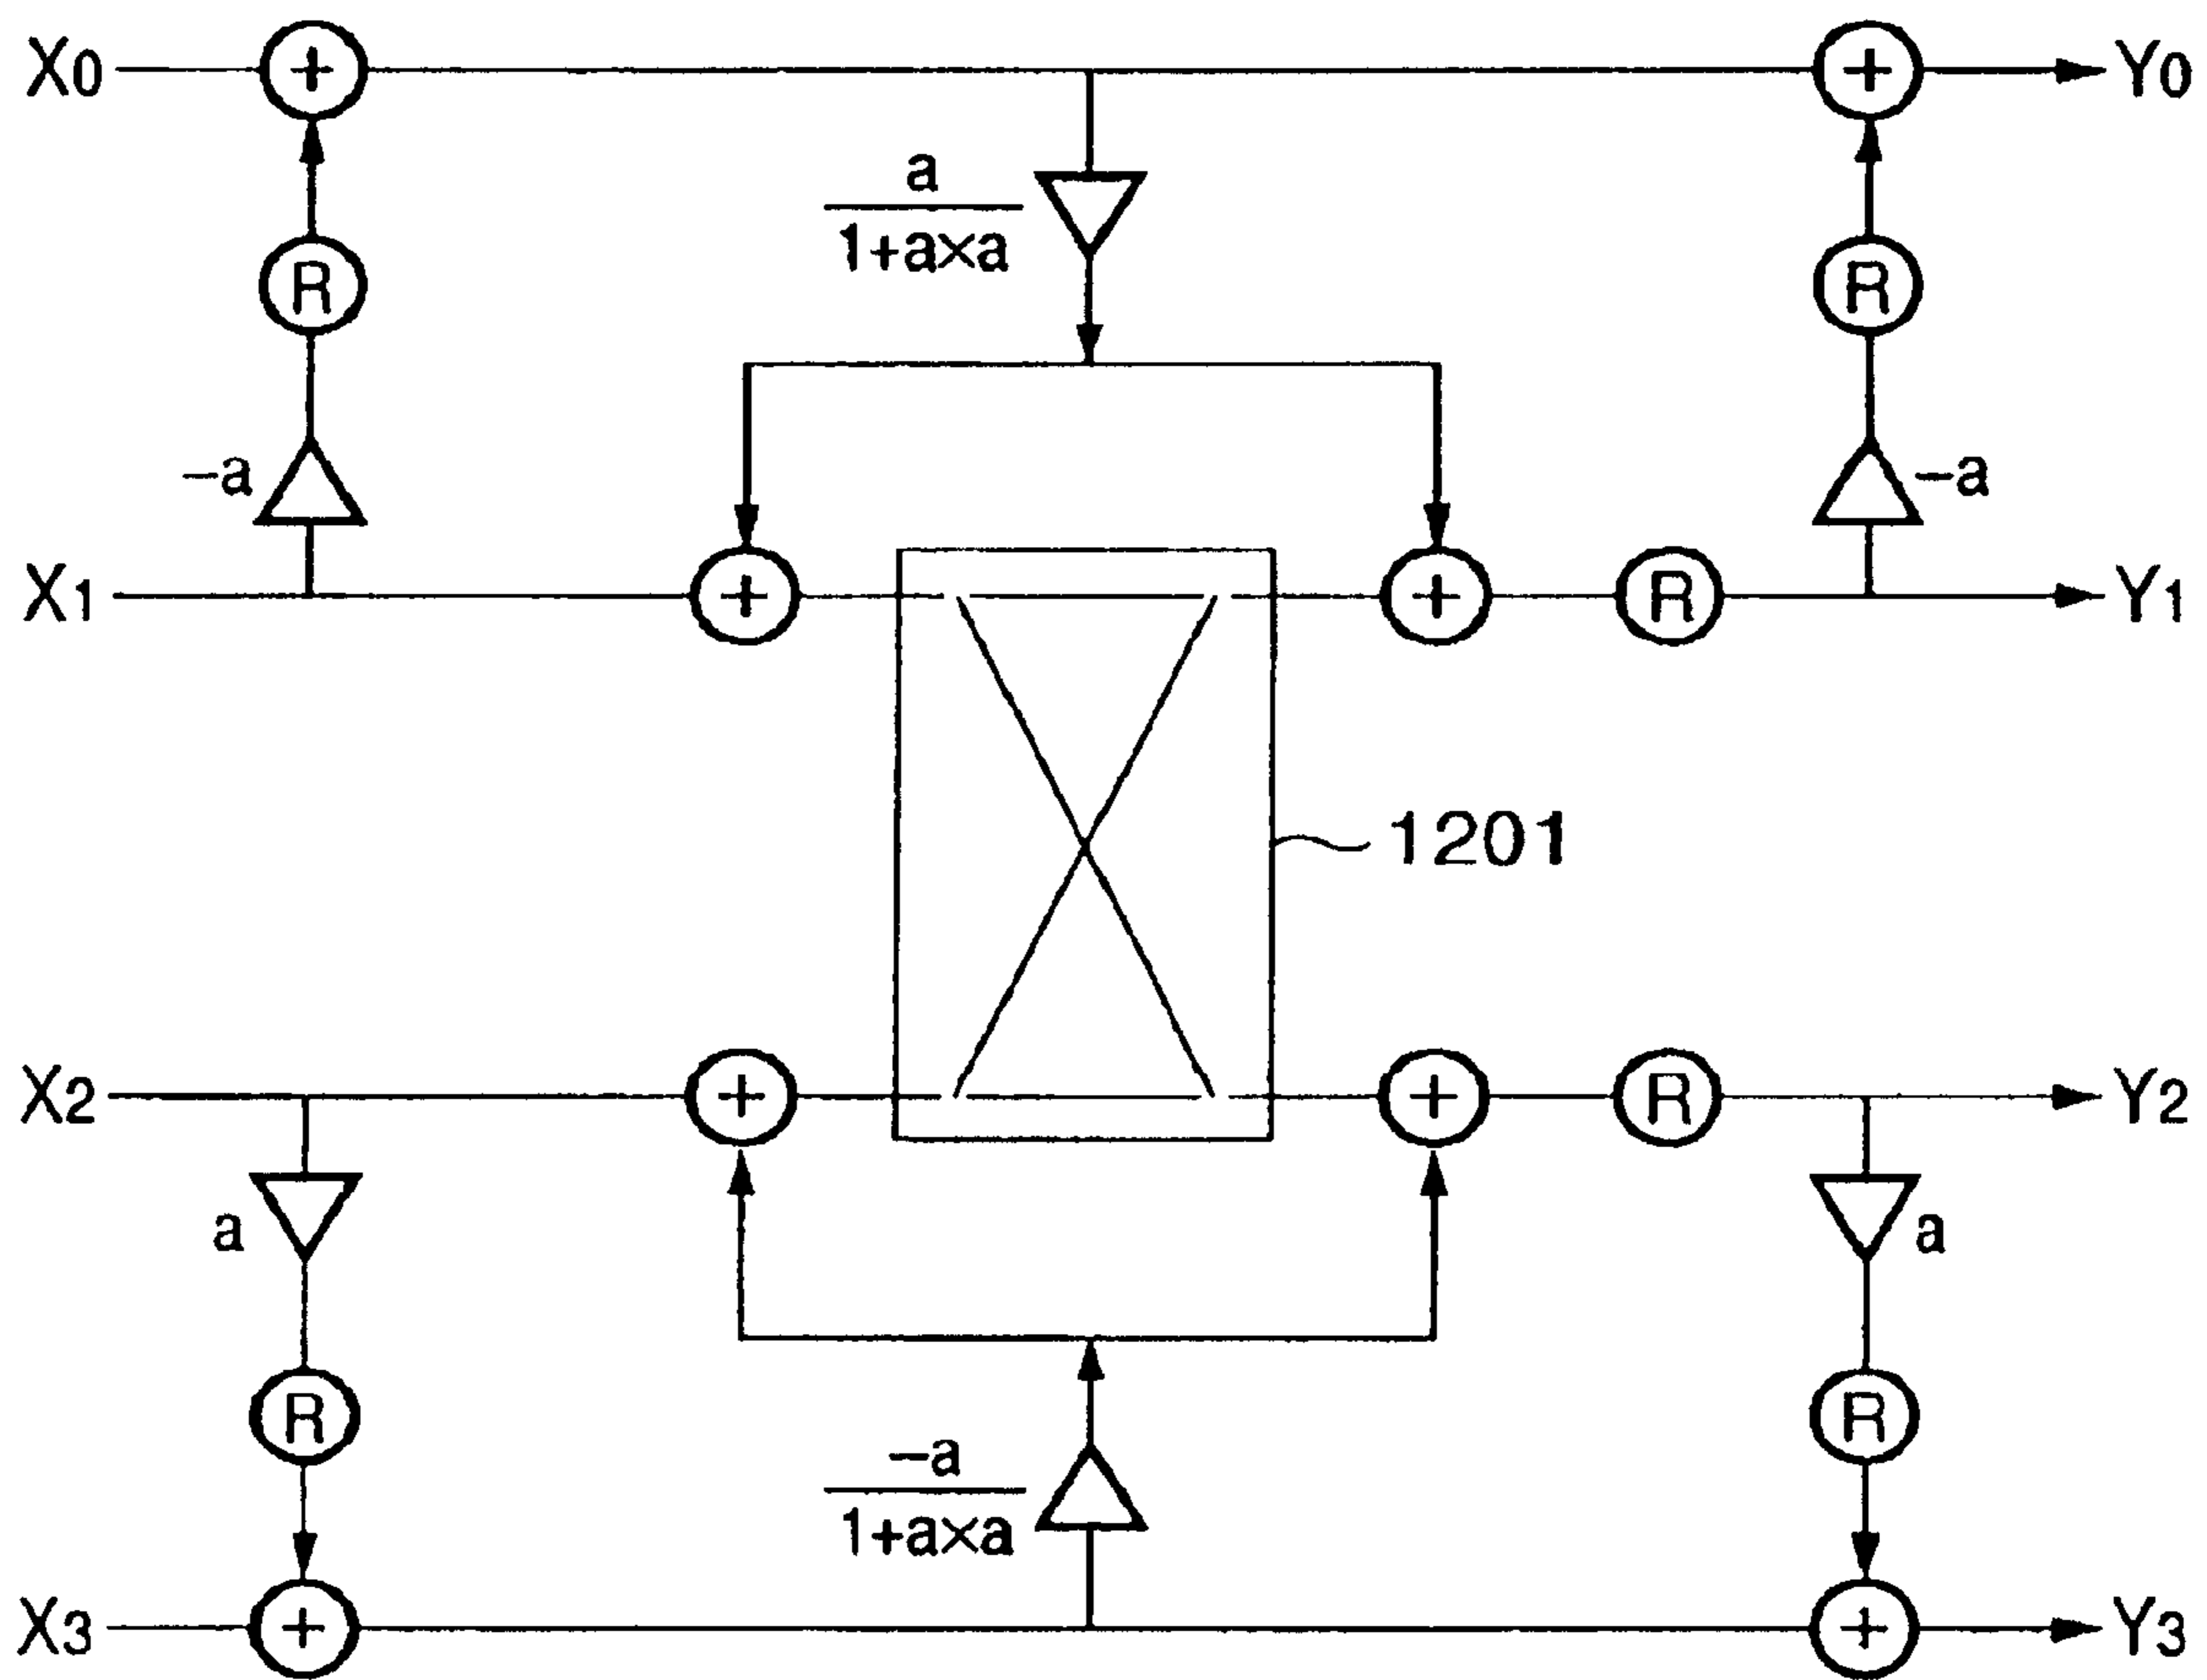 X0 + + Y0
a
1+a×a
R R
-a -a
X1 + + R Y1
1201
X2 + + R Y2
a a
R R
-a
1+a×a
X3 + + Y3